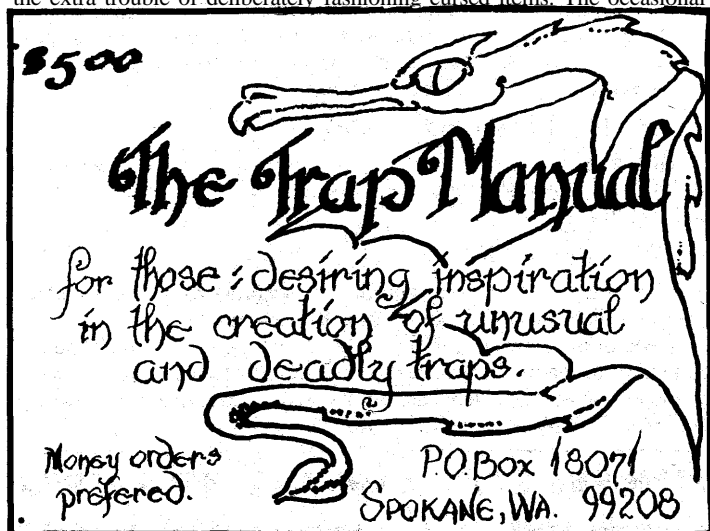 the extra trouble of deliberately fashioning cursed items. The occasional
$5.00
The Trap Manual
for those desiring inspiration
in the creation of unusual
and deadly traps.
Money orders
prefered.
P.O. Box 18071
SPOKANE, WA. 99208